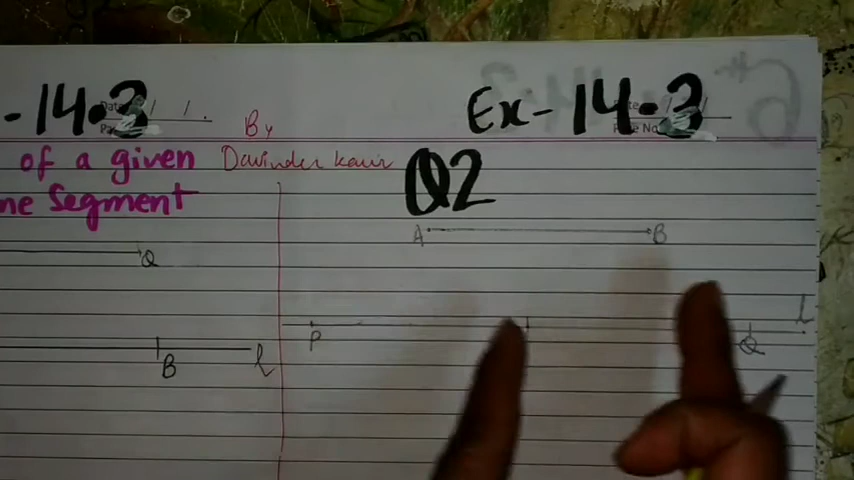 -14.3
By
Ex-14.3
of a given
Davinder kaur
ne Segment
Q2
A B
Q
P Q l
B l